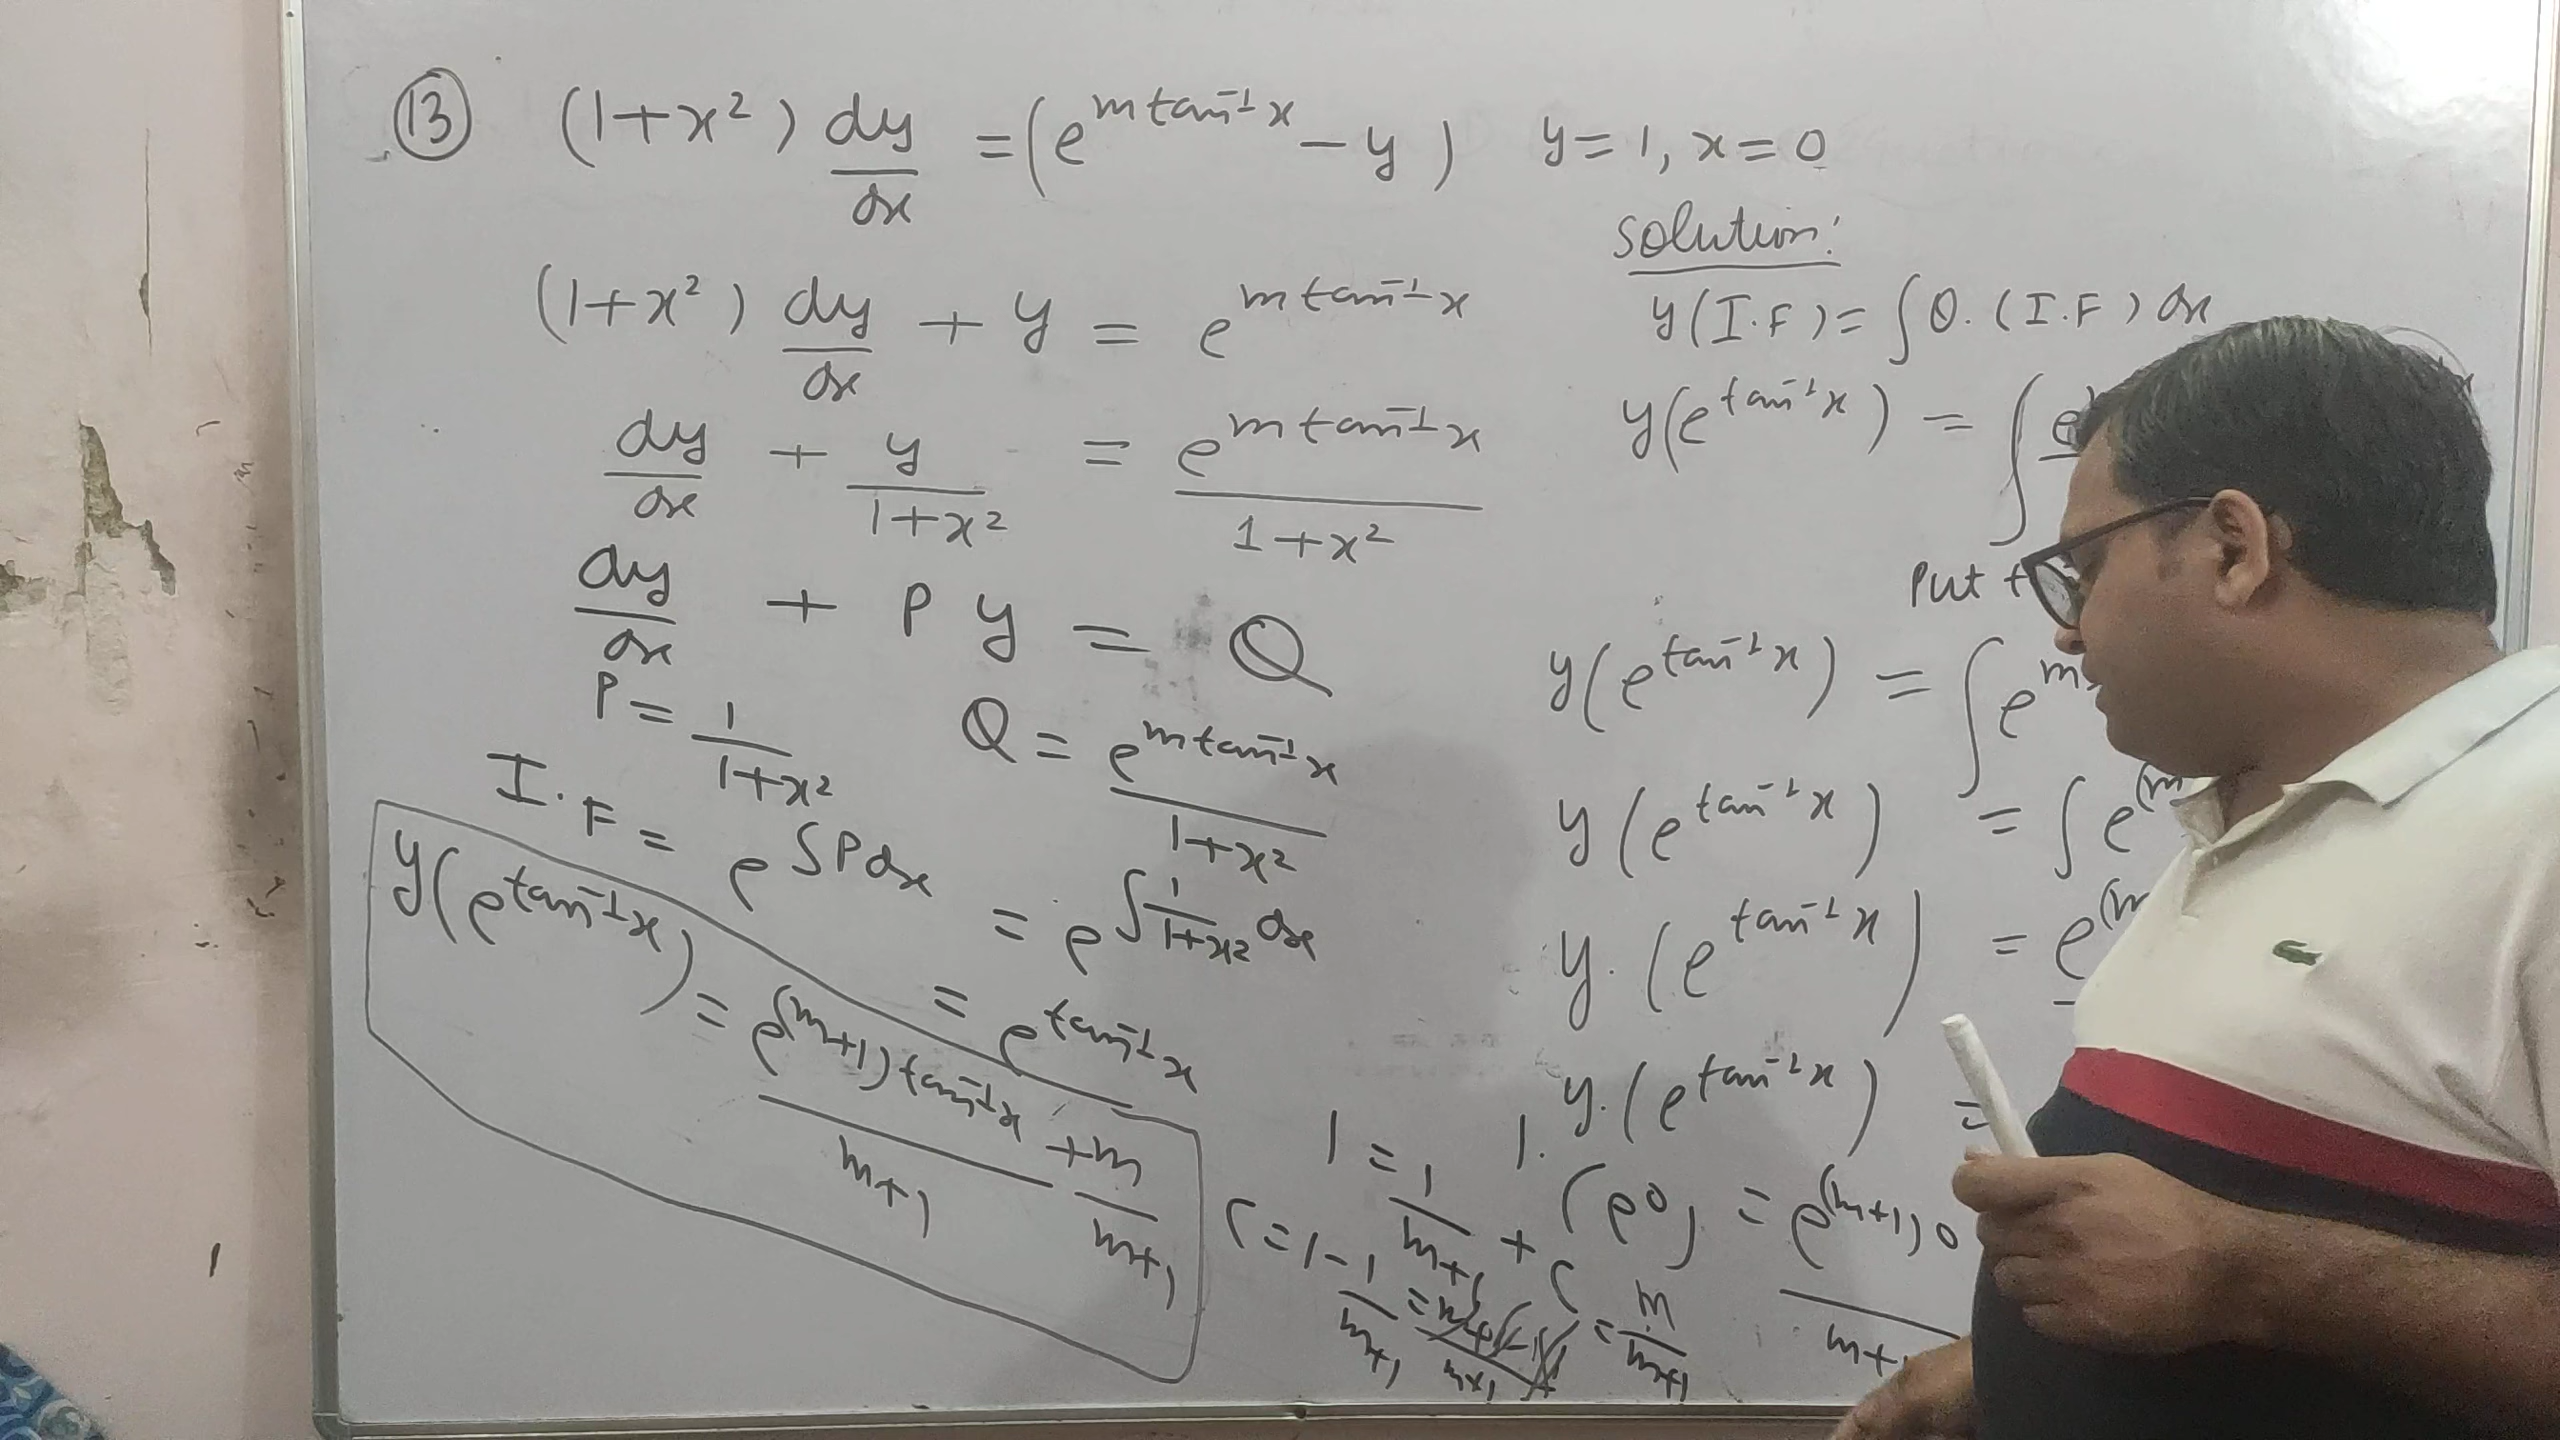 (13) (1+x²) dy/dx = (e^(m tan⁻¹x) - y) y=1, x=0
(1+x²) dy/dx + y = e^(m tan⁻¹x)
dy/dx + y/(1+x²) = e^(m tan⁻¹x)/(1+x²)
dy/dx + P y = Q
P = 1/(1+x²) Q = e^(m tan⁻¹x)/(1+x²)
I.F = e^(∫Pdx) = e^(∫1/(1+x²) dx)
= e^(tan⁻¹x)
y(e^(tan⁻¹x)) = e^((m+1)tan⁻¹x)/(m+1) + m/(m+1)
Solution:
y(I.F) = ∫Q.(I.F) dx
y(e^(tan⁻¹x)) = ∫ e
Put
y(e^(tan⁻¹x)) = ∫ e^m
y(e^(tan⁻¹x)) = ∫ e^(m
y.(e^(tan⁻¹x)) = e^(m
y.(e^(tan⁻¹x)) =
1.(e^0) = e^((m+1)0)/(m+1
1 = 1/(m+1) + C
C = 1 - 1/(m+1) = = m/(m+1)